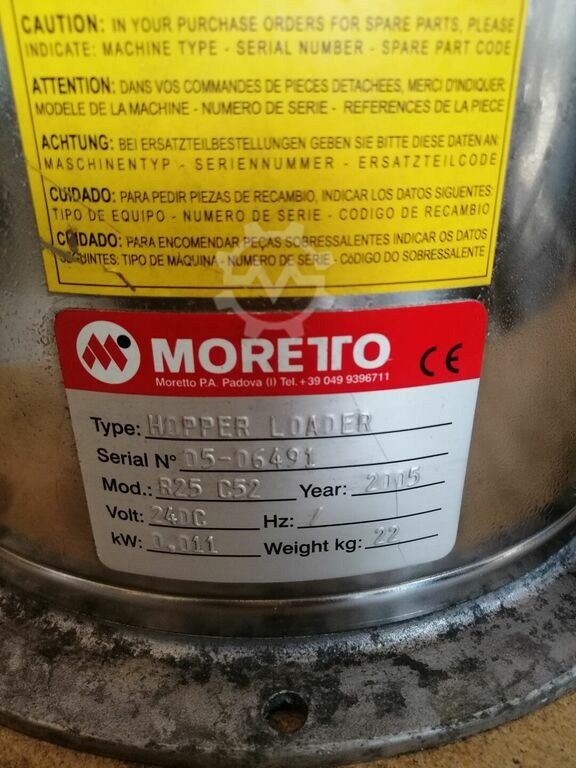 CAUTION: IN YOUR PURCHASE ORDERS FOR SPARE PARTS, PLEASE
INDICATE: MACHINE TYPE - SERIAL NUMBER - SPARE PART CODE
ATTENTION: DANS VOS COMMANDES DE PIECES DETACHEES, MERCI D'INDIQUER
MODELE DE LA MACHINE - NUMERO DE SERIE - REFERENCES DE LA PIECE
ACHTUNG: BEI ERSATZTEILBESTELLUNGEN GEBEN SIE BITTE DIESE DATEN AN:
MASCHINENTYP - SERIENNUMMER - ERSATZTEILCODE
CUIDADO: PARA PEDIR PIEZAS DE RECAMBIO, INDICAR LOS DATOS SIGUENTES:
TIPO DE EQUIPO - NUMERO DE SERIE - CODIGO DE RECAMBIO
CUIDADO: PARA ENCOMENDAR PEÇAS SOBRESSALENTES INDICAR OS DATOS
SEGUINTES: TIPO DE MÁQUINA - NUMERO DE SÉRIE - CÓDIGO DO SOBRESSALENTE
MORETTO CE
Moretto P.A. Padova (I) Tel. +39 049 9396711
Type: HOPPER LOADER
Serial N° 05-06491
Mod.: R25 C52 Year: 2005
Volt: 24DC Hz: /
kW: 0.011 Weight kg: 22